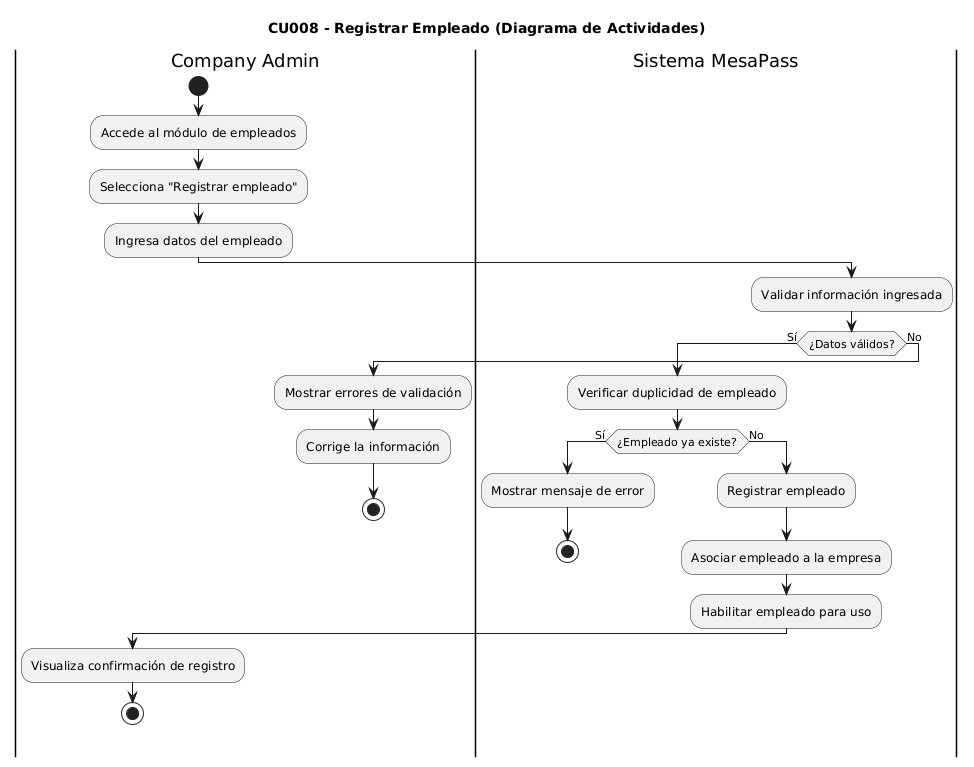 CU008 - Registrar Empleado (Diagrama de Actividades)
Company Admin
Sistema MesaPass
Accede al módulo de empleados
Selecciona "Registrar empleado"
Ingresa datos del empleado
Validar información ingresada
Sí
¿Datos válidos?
No
Mostrar errores de validación
Verificar duplicidad de empleado
Corrige la información
Sí
¿Empleado ya existe?
No
Mostrar mensaje de error
Registrar empleado
Asociar empleado a la empresa
Habilitar empleado para uso
Visualiza confirmación de registro